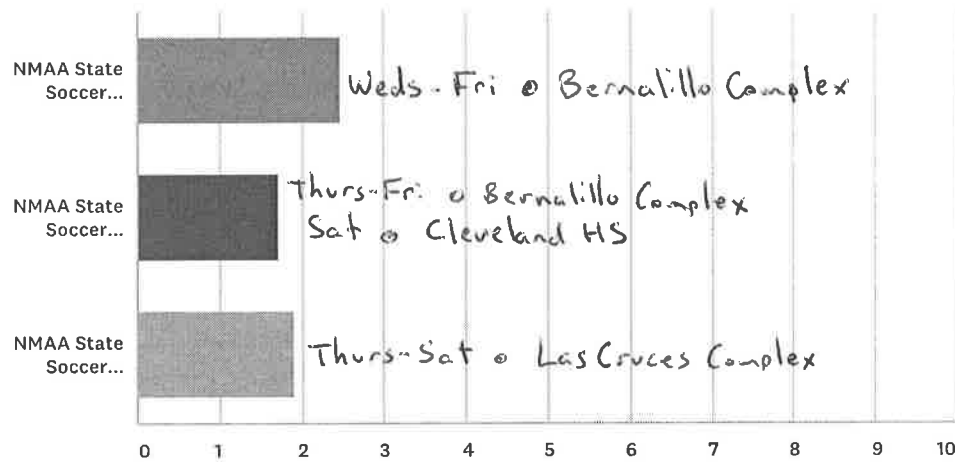 NMAA State
Soccer...
Weds-Fri @ Bernalillo Complex
NMAA State
Soccer...
Thurs-Fri @ Bernalillo Complex
Sat @ Cleveland HS
NMAA State
Soccer...
Thurs-Sat @ Las Cruces Complex
0 1 2 3 4 5 6 7 8 9 10